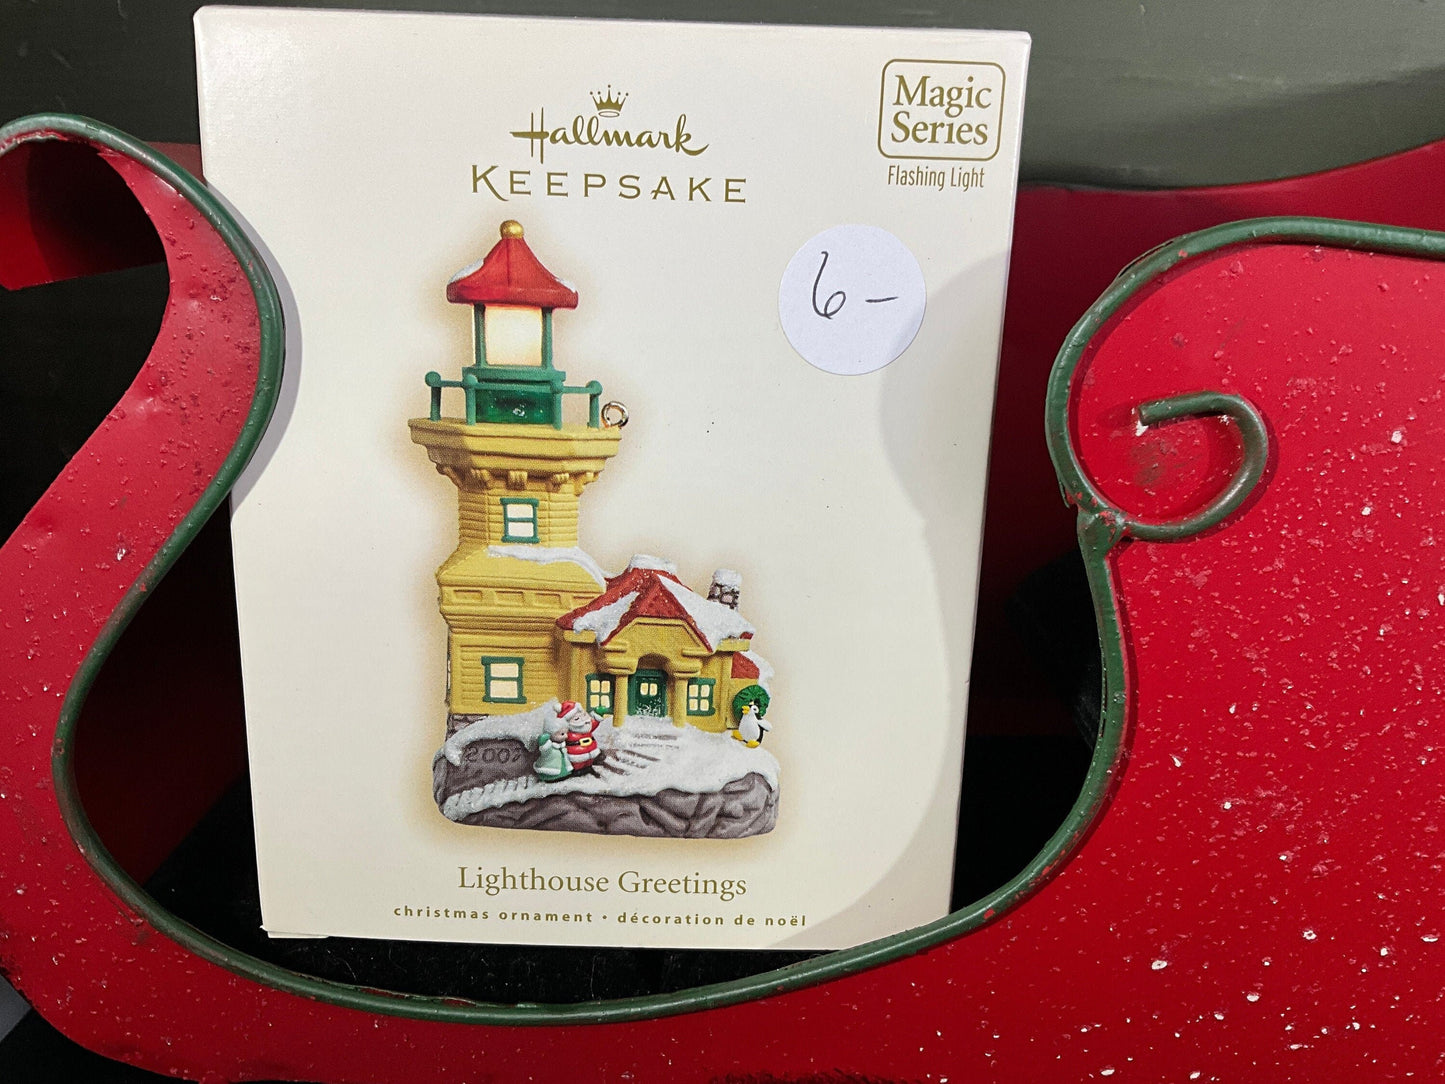 Hallmark
KEEPSAKE
Magic
Series
Flashing Light
6-
2007
Lighthouse Greetings
christmas ornament • décoration de noël